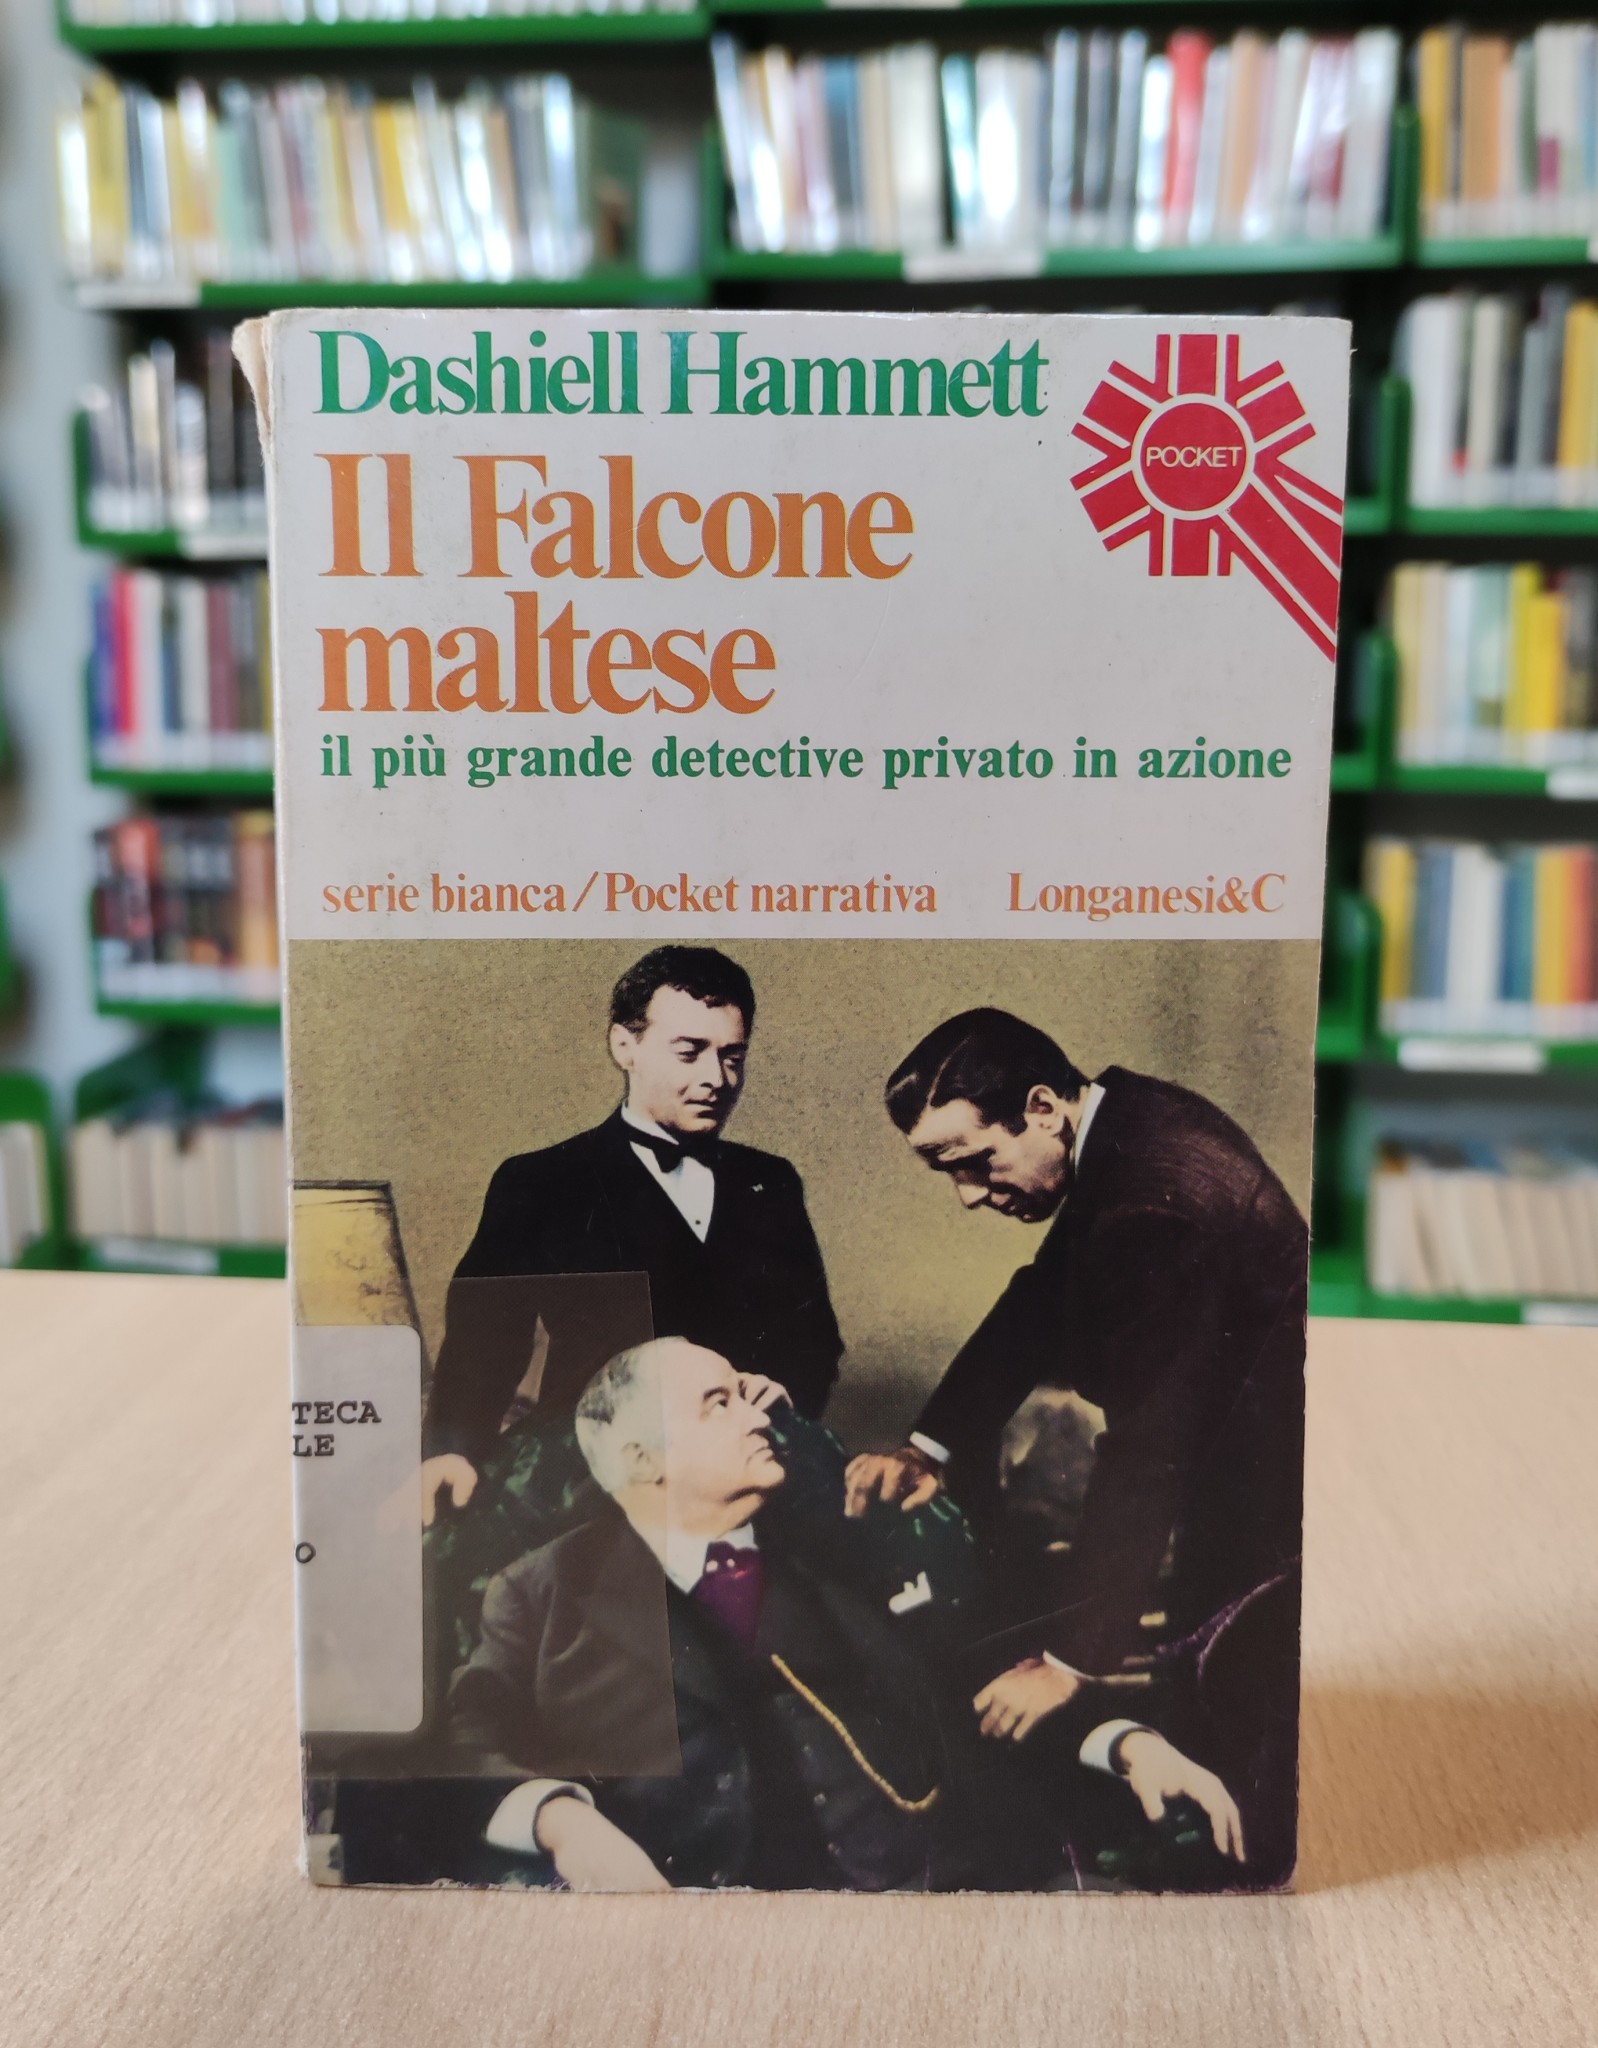 Dashiell Hammett
POCKET
Il Falcone
maltese
il più grande detective privato in azione
serie bianca/Pocket narrativa Longanesi&C
TECA
LE
O